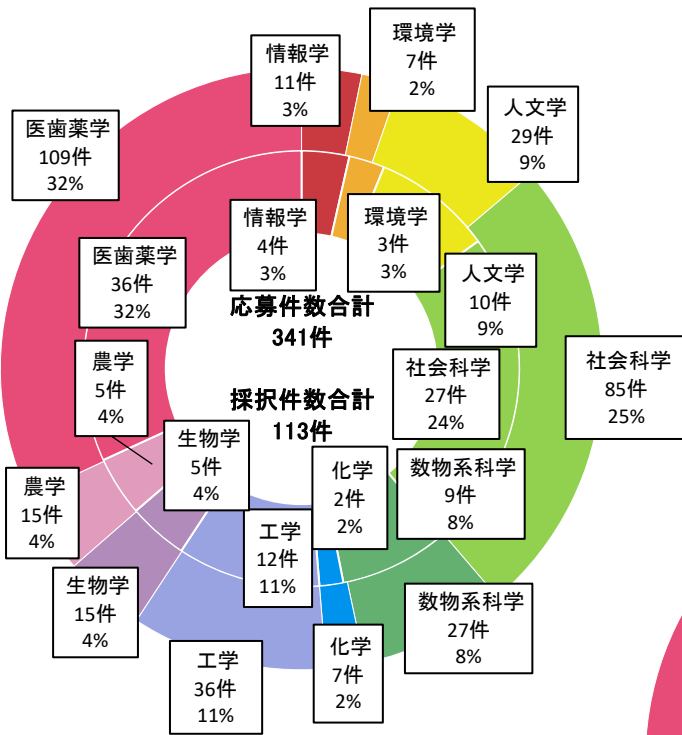 情報学
11件
3%
環境学
7件
2%
人文学
29件
9%
医歯薬学
109件
32%
情報学
4件
3%
環境学
3件
3%
医歯薬学
36件
32%
人文学
10件
9%
応募件数合計
341件
社会科学
85件
25%
農学
5件
4%
社会科学
27件
24%
採択件数合計
113件
生物学
5件
4%
化学
2件
2%
数物系科学
9件
8%
農学
15件
4%
工学
12件
11%
生物学
15件
4%
数物系科学
27件
8%
工学
36件
11%
化学
7件
2%